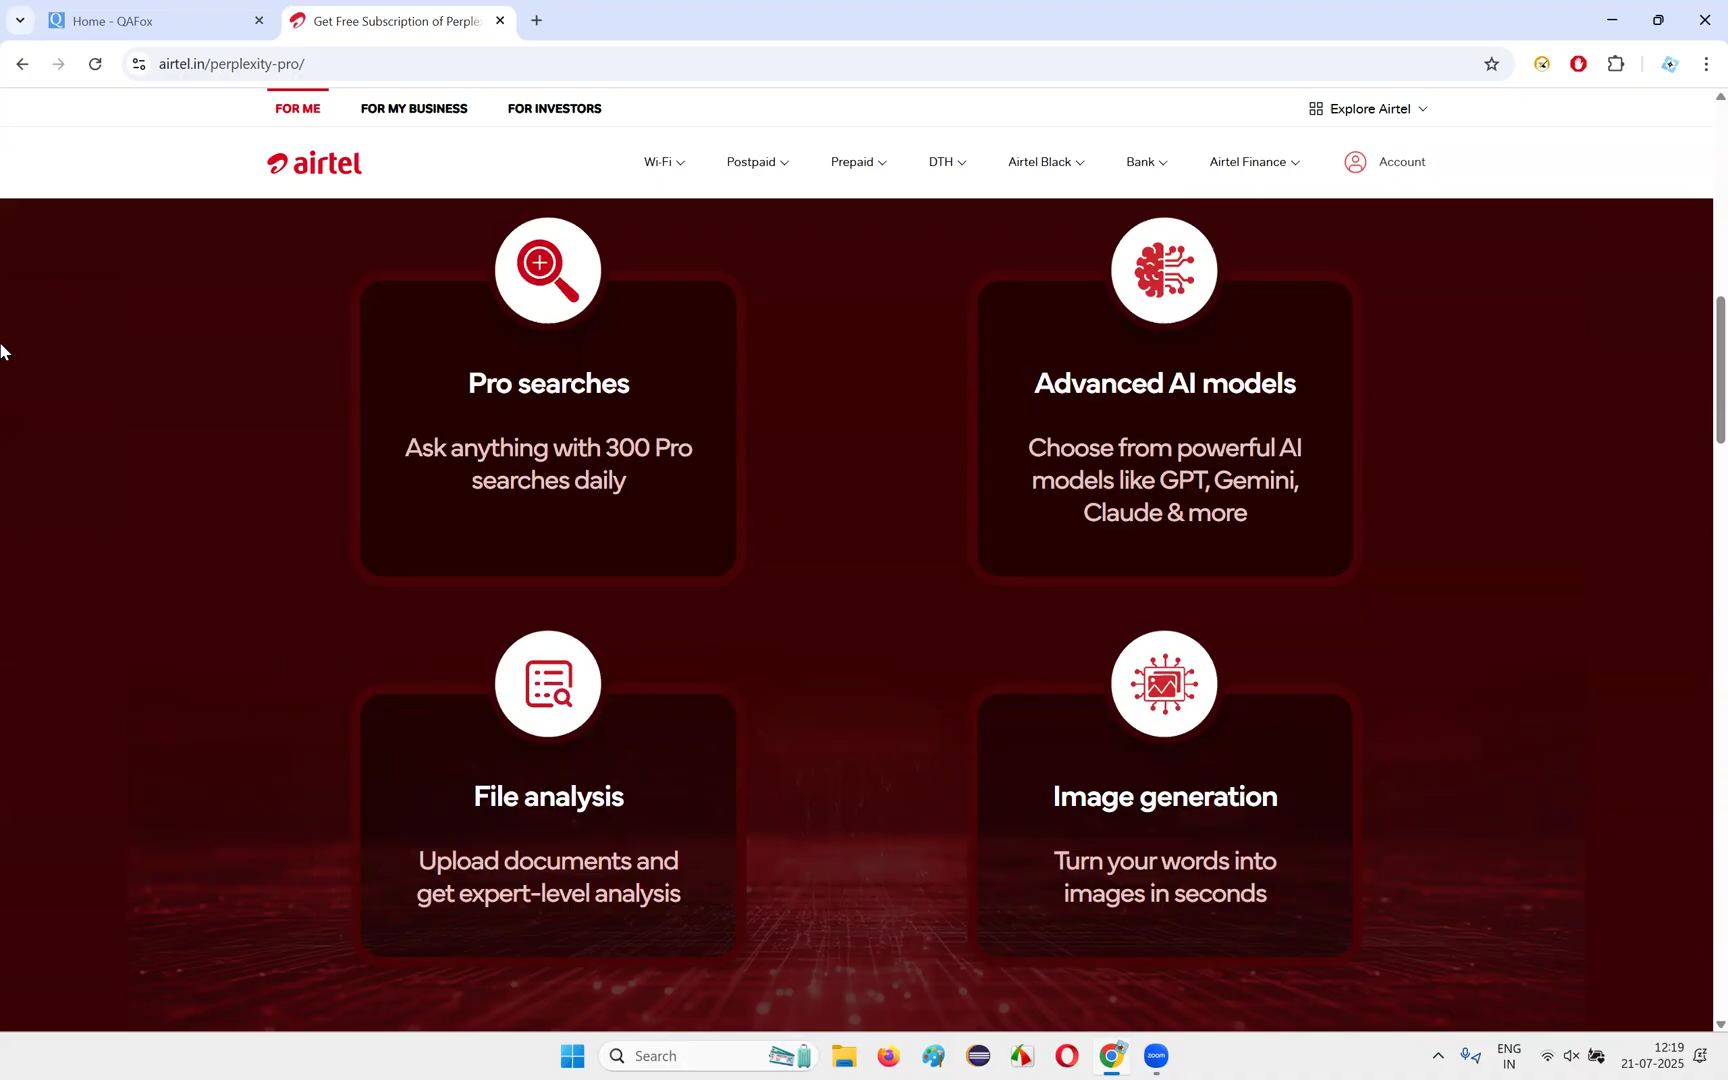 Home - QAFox
Get Free Subscription of Perple
airtel.in/perplexity-pro/
FOR ME FOR MY BUSINESS FOR INVESTORS Explore Airtel
airtel Wi-Fi Postpaid Prepaid DTH Airtel Black Bank Airtel Finance Account
Pro searches
Ask anything with 300 Pro
searches daily
Advanced AI models
Choose from powerful AI
models like GPT, Gemini,
Claude & more
File analysis
Upload documents and
get expert-level analysis
Image generation
Turn your words into
images in seconds
Search
zoom
ENG
IN
12:19
21-07-2025